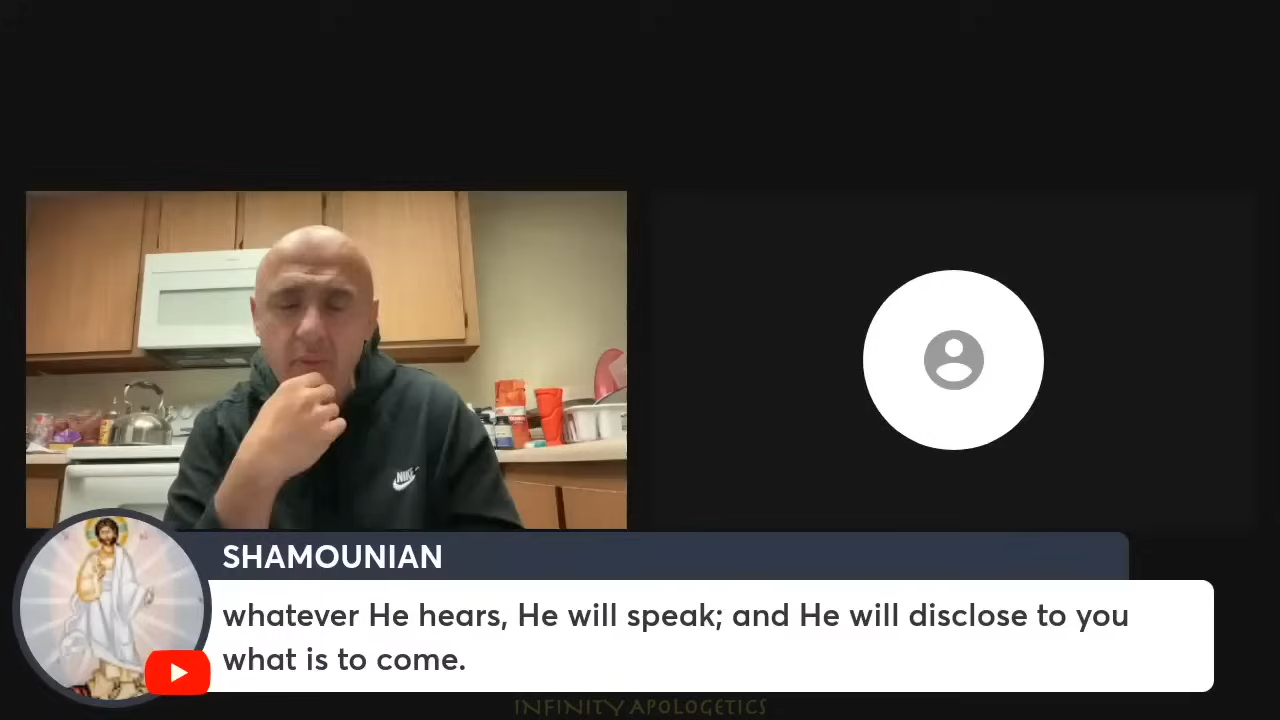 NIKE
SHAMOUNIAN
whatever He hears, He will speak; and He will disclose to you
what is to come.
INFINITY APOLOGETICS